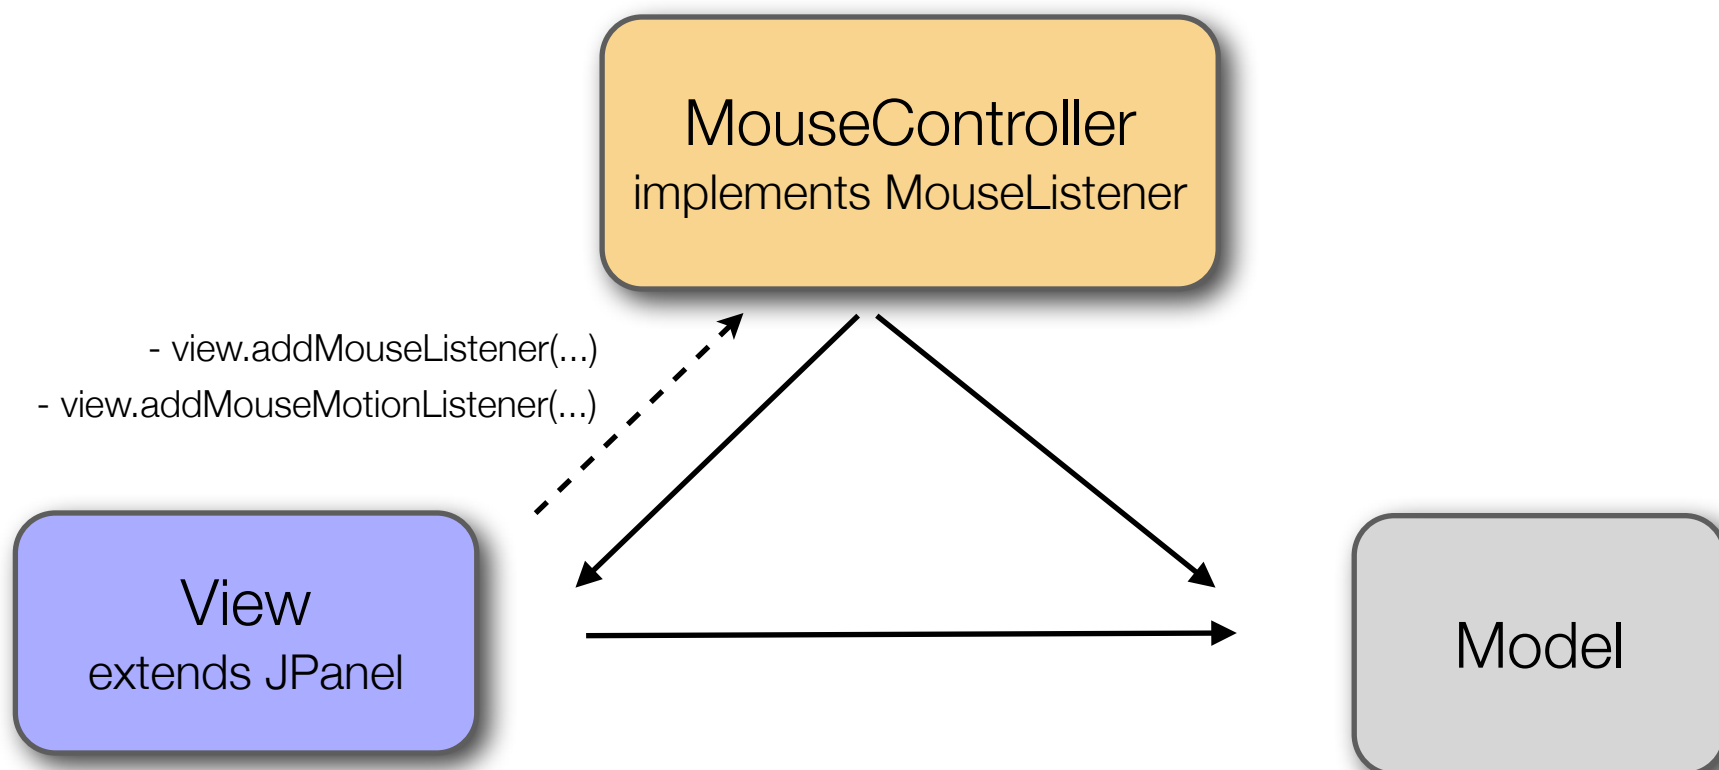 MouseController
implements MouseListener
- view.addMouseListener(...)
- view.addMouseMotionListener(...)
View
extends JPanel
Model